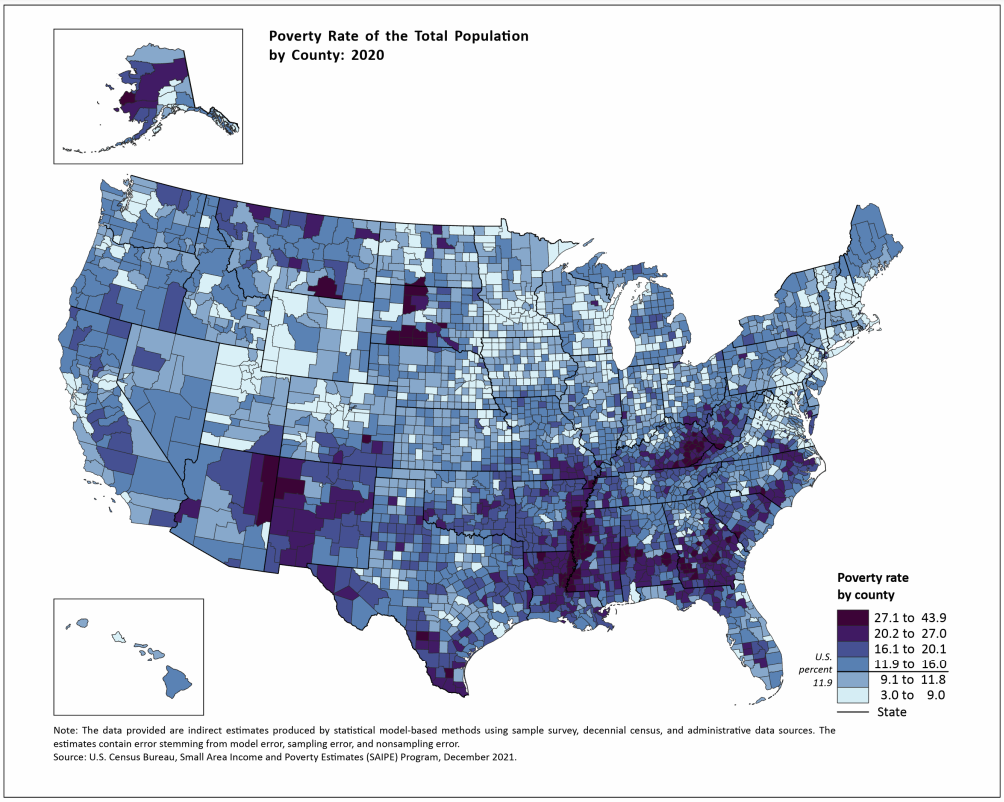 Poverty Rate of the Total Population
by County: 2020
Poverty rate
by county
27.1 to 43.9
20.2 to 27.0
16.1 to 20.1
U.S.
percent
11.9
11.9 to 16.0
9.1 to 11.8
3.0 to 9.0
State
Note: The data provided are indirect estimates produced by statistical model-based methods using sample survey, decennial census, and administrative data sources. The
estimates contain error stemming from model error, sampling error, and nonsampling error.
Source: U.S. Census Bureau, Small Area Income and Poverty Estimates (SAIPE) Program, December 2021.